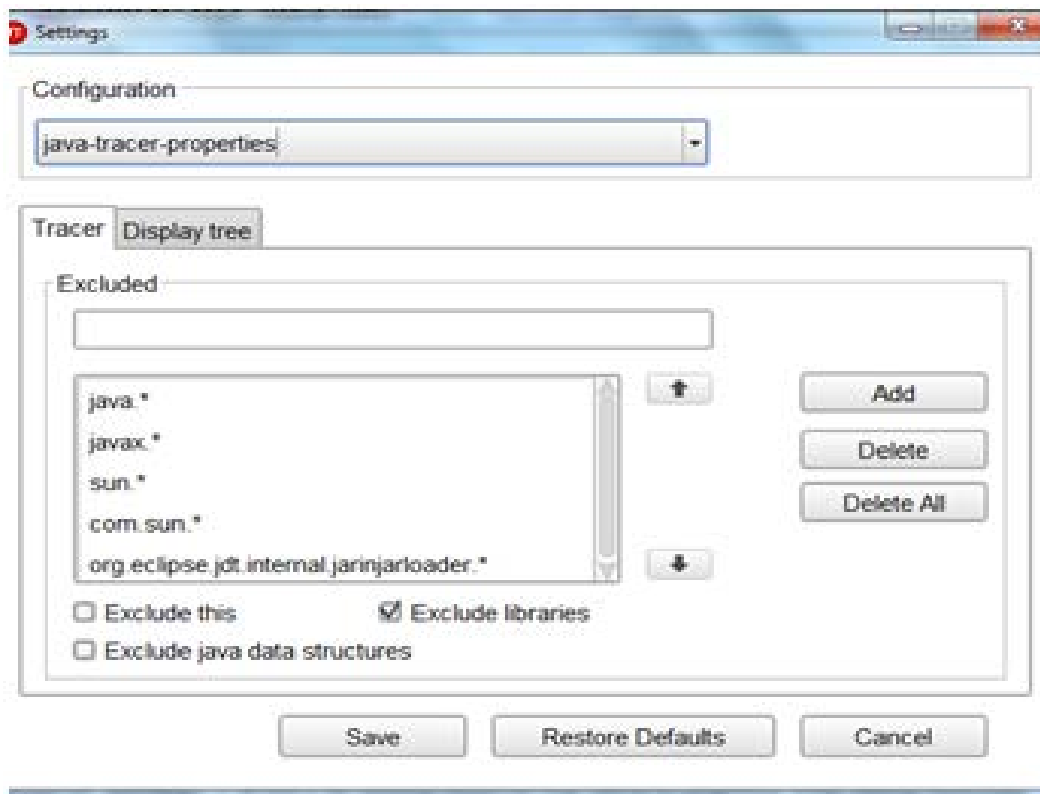 Settings
Configuration
java-tracer-properties
Tracer
Display tree
Excluded
java.*
javax.*
sun.*
com.sun.*
org.eclipse.jdt.internal.jarinjarloader.*
Add
Delete
Delete All
Exclude this
Exclude libraries
Exclude java data structures
Save
Restore Defaults
Cancel